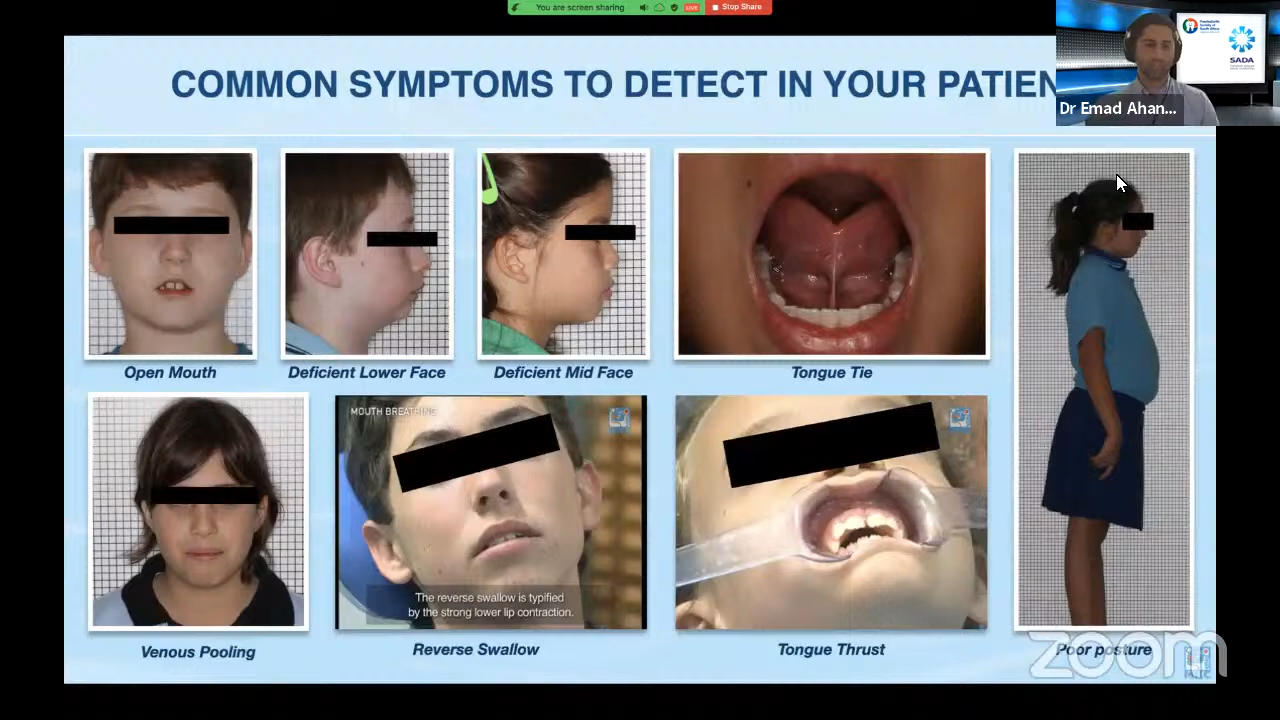 You are screen sharing
LIVE
Stop Share
SADA
Dr Emad Ahan...
COMMON SYMPTOMS TO DETECT IN YOUR PATIEN
Open Mouth
Deficient Lower Face
Deficient Mid Face
Tongue Tie
MOUTH BREATHING
The reverse swallow is typified
by the strong lower lip contraction.
Venous Pooling
Reverse Swallow
Tongue Thrust
Poor posture
zoom